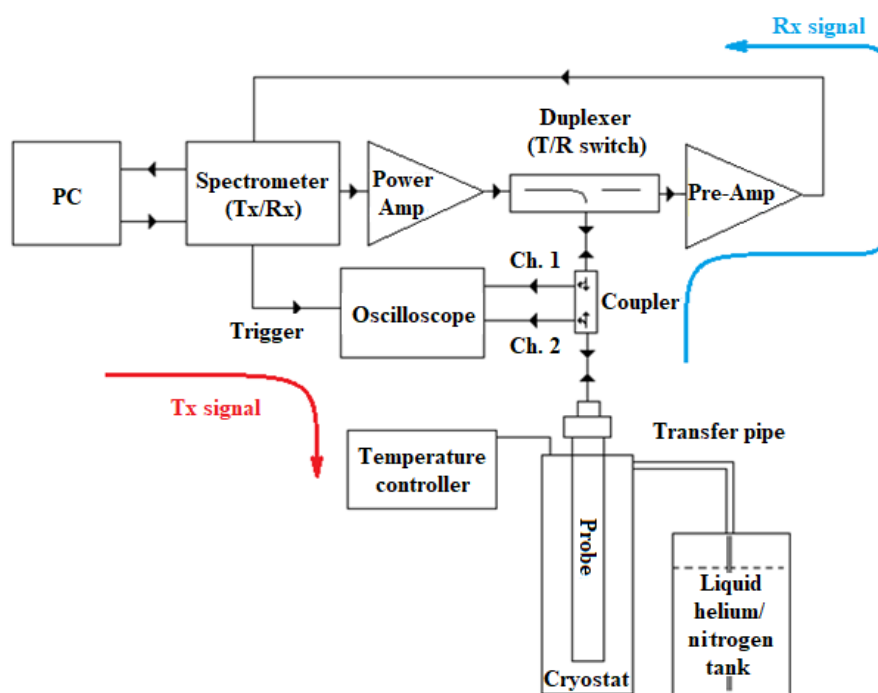 Rx signal
Duplexer
(T/R switch)
PC
Spectrometer
(Tx/Rx)
Power
Amp
Pre-Amp
Ch. 1
Oscilloscope
Coupler
Trigger
Ch. 2
Tx signal
Temperature
controller
Transfer pipe
Probe
Liquid
helium/
nitrogen
tank
Cryostat